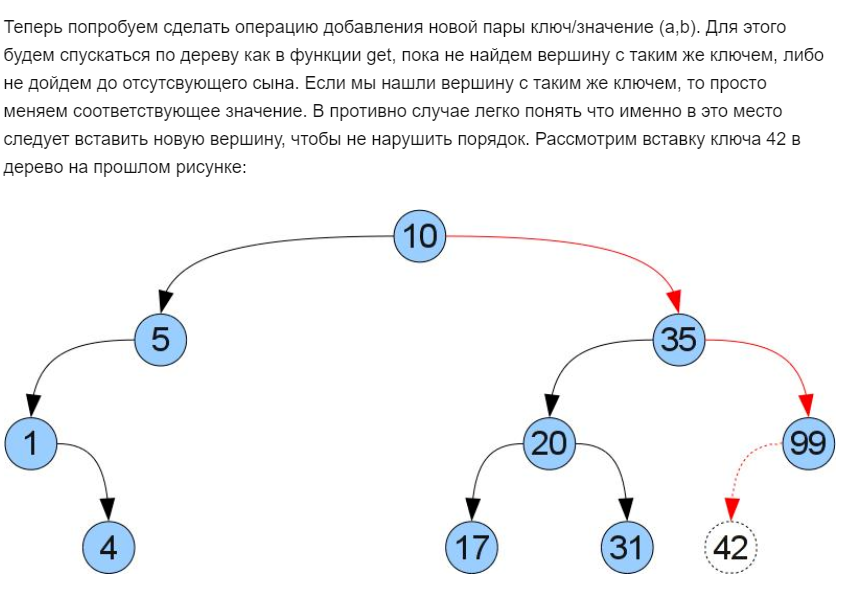 Теперь попробуем сделать операцию добавления новой пары ключ/значение (a,b). Для этого
будем спускаться по дереву как в функции get, пока не найдем вершину с таким же ключем, либо
не дойдем до отсутсвующего сына. Если мы нашли вершину с таким же ключем, то просто
меняем соответствующее значение. В противно случае легко понять что именно в это место
следует вставить новую вершину, чтобы не нарушить порядок. Рассмотрим вставку ключа 42 в
дерево на прошлом рисунке:
10
5 35
1 20 99
4 17 31 42